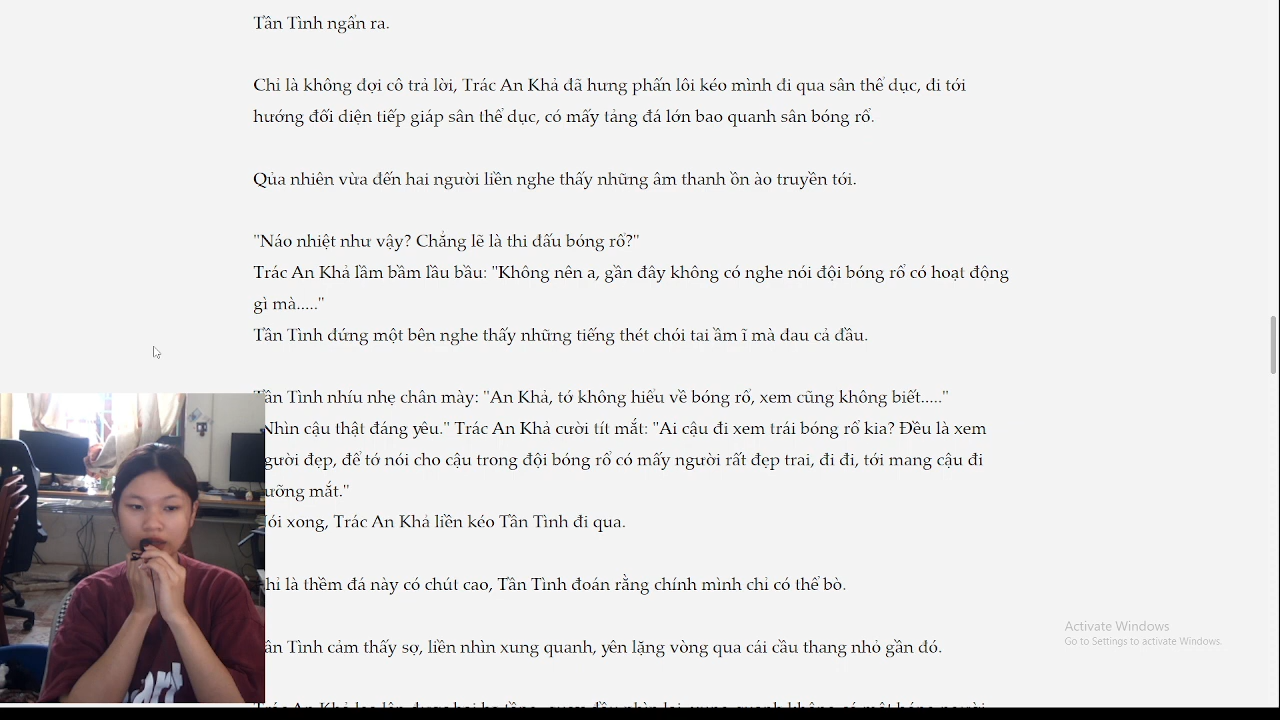 Tần Tình ngẩn ra.
Chỉ là không đợi cô trả lời, Trác An Khả đã hưng phấn lôi kéo mình đi qua sân thể dục, đi tới
hướng đối diện tiếp giáp sân thể dục, có mấy tảng đá lớn bao quanh sân bóng rổ.
Qủa nhiên vừa đến hai người liền nghe thấy những âm thanh ồn ào truyền tới.
"Náo nhiệt như vậy? Chẳng lẽ là thi đấu bóng rổ?"
Trác An Khả lầm bầm lầu bầu: "Không nên a, gần đây không có nghe nói đội bóng rổ có hoạt động
gì mà....."
Tần Tình đứng một bên nghe thấy những tiếng thét chói tai ầm ĩ mà đau cả đầu.
Tần Tình nhíu nhẹ chân mày: "An Khả, tớ không hiểu về bóng rổ, xem cũng không biết....."
Nhìn cậu thật đáng yêu." Trác An Khả cười tít mắt: "Ai cậu đi xem trái bóng rổ kia? Đều là xem
người đẹp, để tớ nói cho cậu trong đội bóng rổ có mấy người rất đẹp trai, đi đi, tới mang cậu đi
ưỡng mắt."
ói xong, Trác An Khả liền kéo Tần Tình đi qua.
hỉ là thềm đá này có chút cao, Tần Tình đoán rằng chính mình chỉ có thể bò.
ần Tình cảm thấy sợ, liền nhìn xung quanh, yên lặng vòng qua cái cầu thang nhỏ gần đó.
Activate Windows
Go to Settings to activate Windows.